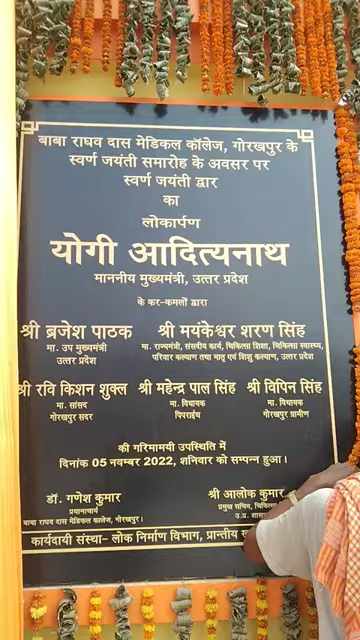 बाबा राघव दास मेडिकल कॉलेज, गोरखपुर के
स्वर्ण जयंती समारोह के अवसर पर
स्वर्ण जयंती द्वार
का
लोकार्पण
योगी आदित्यनाथ
माननीय मुख्यमंत्री, उत्तर प्रदेश
के कर-कमलों द्वारा
श्री ब्रजेश पाठक
मा. उप मुख्यमंत्री
उत्तर प्रदेश
श्री मयंकेश्वर शरण सिंह
मा. राज्यमंत्री, संसदीय कार्य, चिकित्सा शिक्षा, चिकित्सा स्वास्थ्य,
परिवार कल्याण तथा मातृ एवं शिशु कल्याण, उत्तर प्रदेश
श्री रवि किशन शुक्ल
मा. सांसद
गोरखपुर सदर
श्री महेन्द्र पाल सिंह
मा. विधायक
पिपराईच
श्री विपिन सिंह
मा. विधायक
गोरखपुर ग्रामीण
की गरिमामयी उपस्थिति में
दिनांक 05 नवम्बर 2022, शनिवार को सम्पन्न हुआ।
डॉ. गणेश कुमार
प्रधानाचार्य
बाबा राघव दास मेडिकल कालेज, गोरखपुर।
श्री आलोक कुमार
प्रमुख सचिव, चिकित्सा
उ.प्र.
कार्यदायी संस्था– लोक निर्माण विभाग, प्रान्तीय